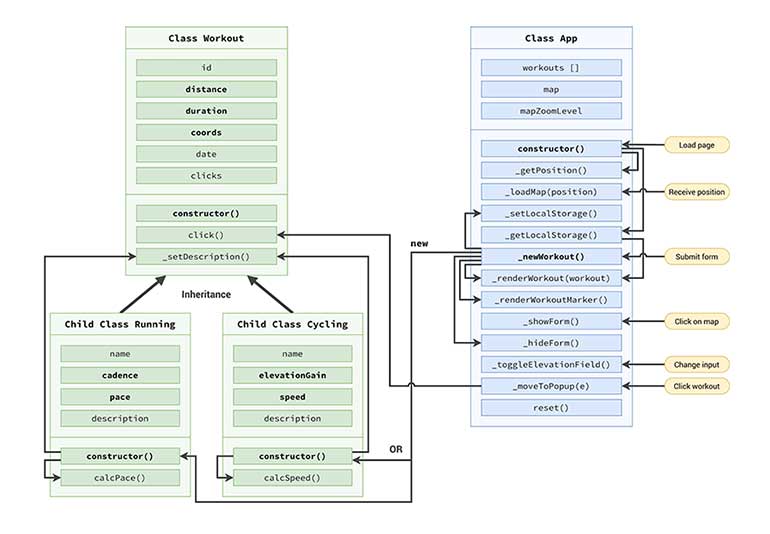 Class Workout
id
distance
duration
coords
date
clicks
constructor()
click()
_setDescription()
Inheritance
Child Class Running
name
cadence
pace
description
constructor()
calcPace()
Child Class Cycling
name
elevationGain
speed
description
constructor()
calcSpeed()
new
OR
Class App
workouts []
map
mapZoomLevel
constructor()
_getPosition()
_loadMap(position)
_setLocalStorage()
_getLocalStorage()
_newWorkout()
_renderWorkout(workout)
_renderWorkoutMarker()
_showForm()
_hideForm()
_toggleElevationField()
_moveToPopup(e)
reset()
Load page
Receive position
Submit form
Click on map
Change input
Click workout